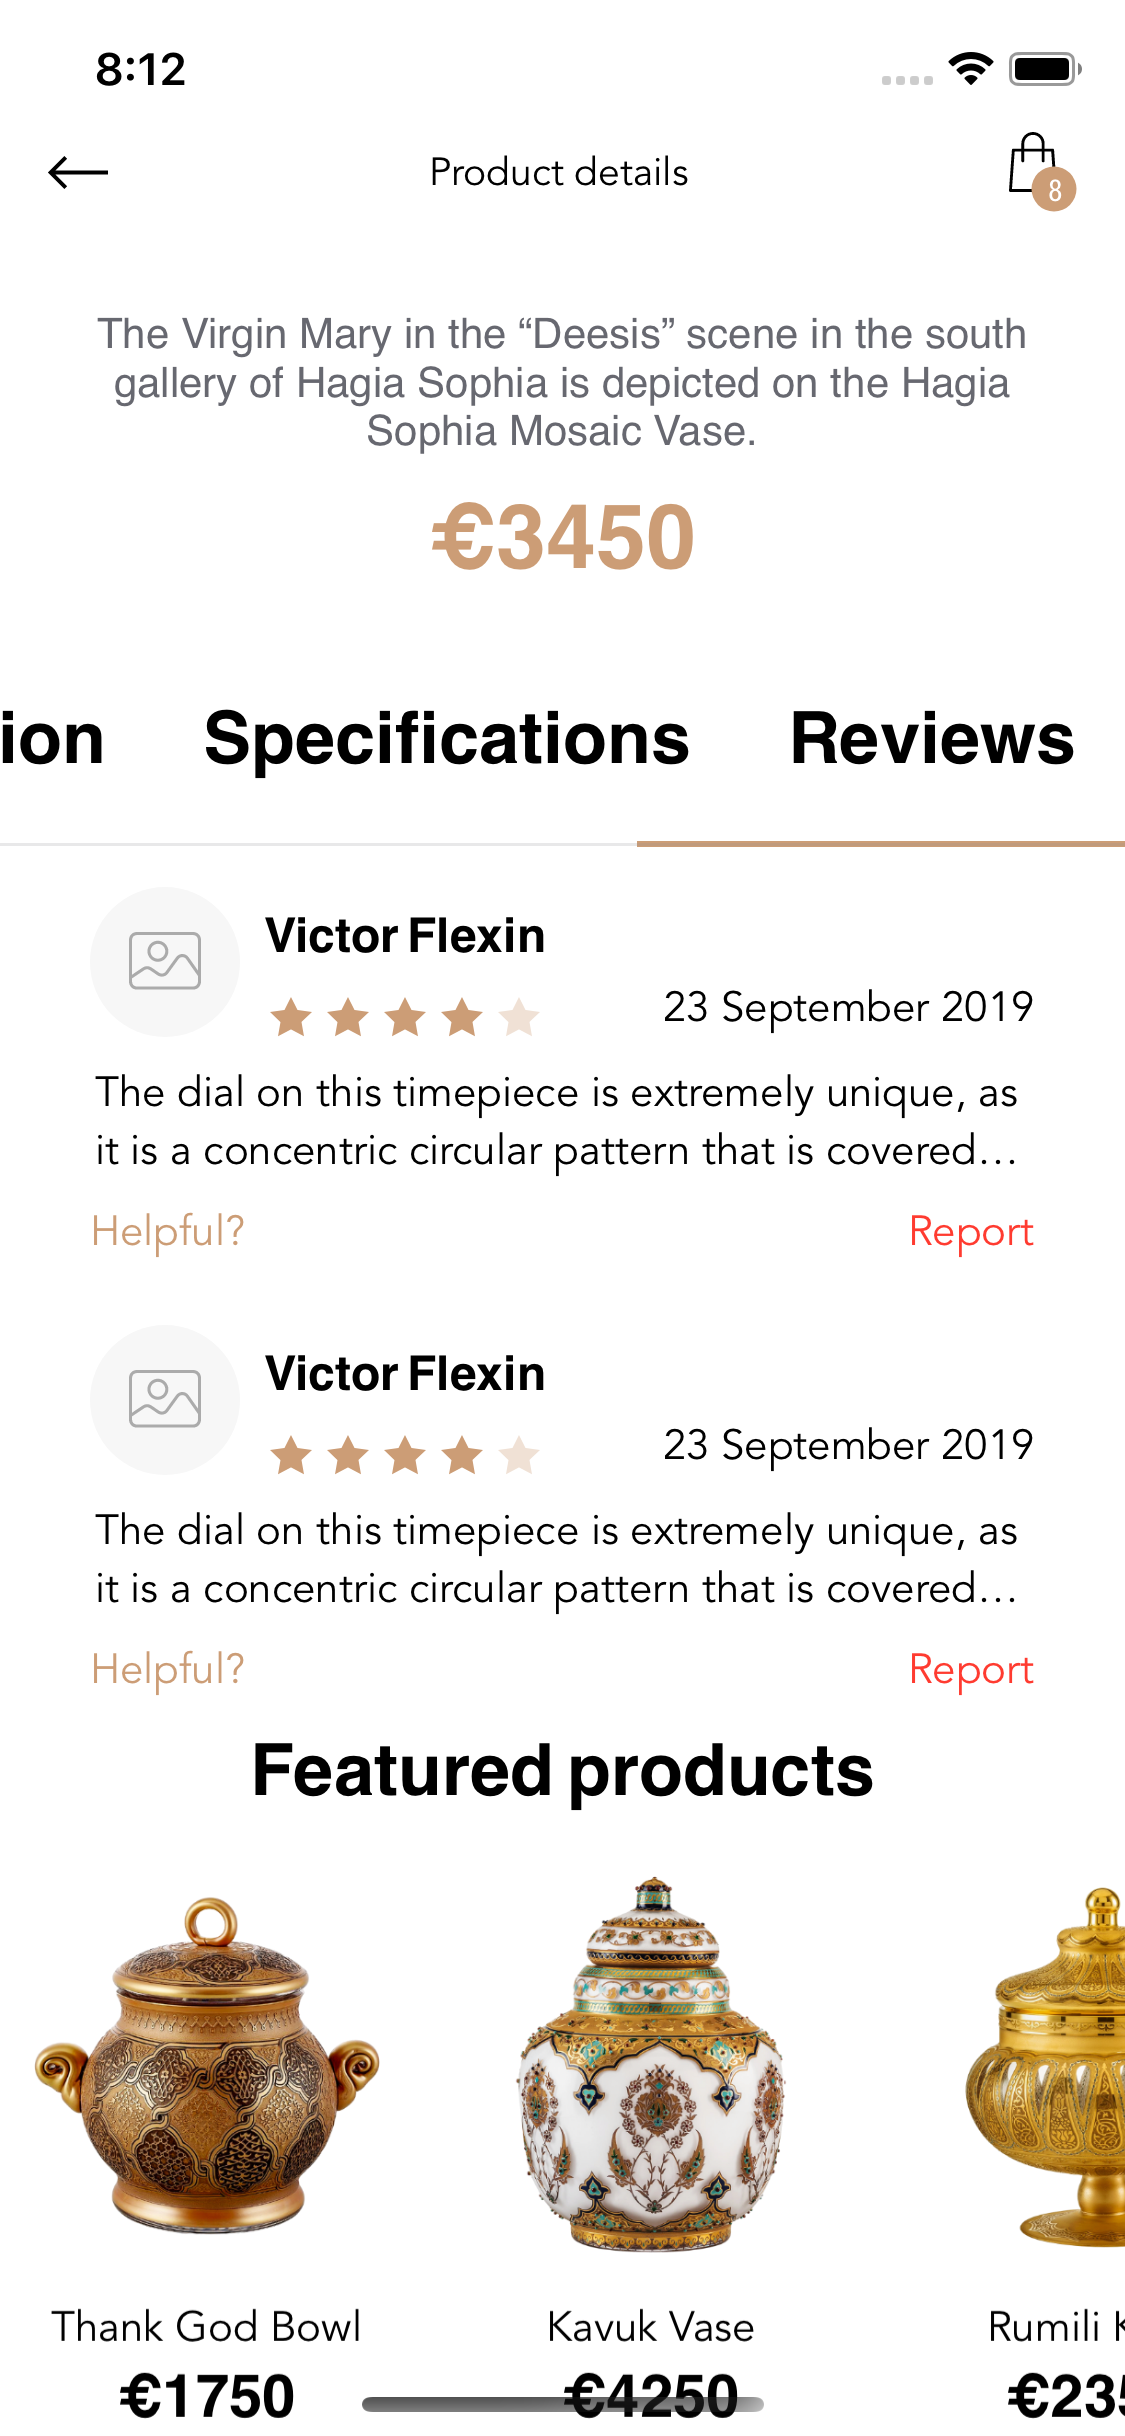 8:12
Product details
8
The Virgin Mary in the “Deesis” scene in the south
gallery of Hagia Sophia is depicted on the Hagia
Sophia Mosaic Vase.
€3450
ion Specifications Reviews
Victor Flexin
23 September 2019
The dial on this timepiece is extremely unique, as
it is a concentric circular pattern that is covered...
Helpful? Report
Victor Flexin
23 September 2019
The dial on this timepiece is extremely unique, as
it is a concentric circular pattern that is covered...
Helpful? Report
Featured products
Thank God Bowl Kavuk Vase Rumili
€1750 €4250 €235